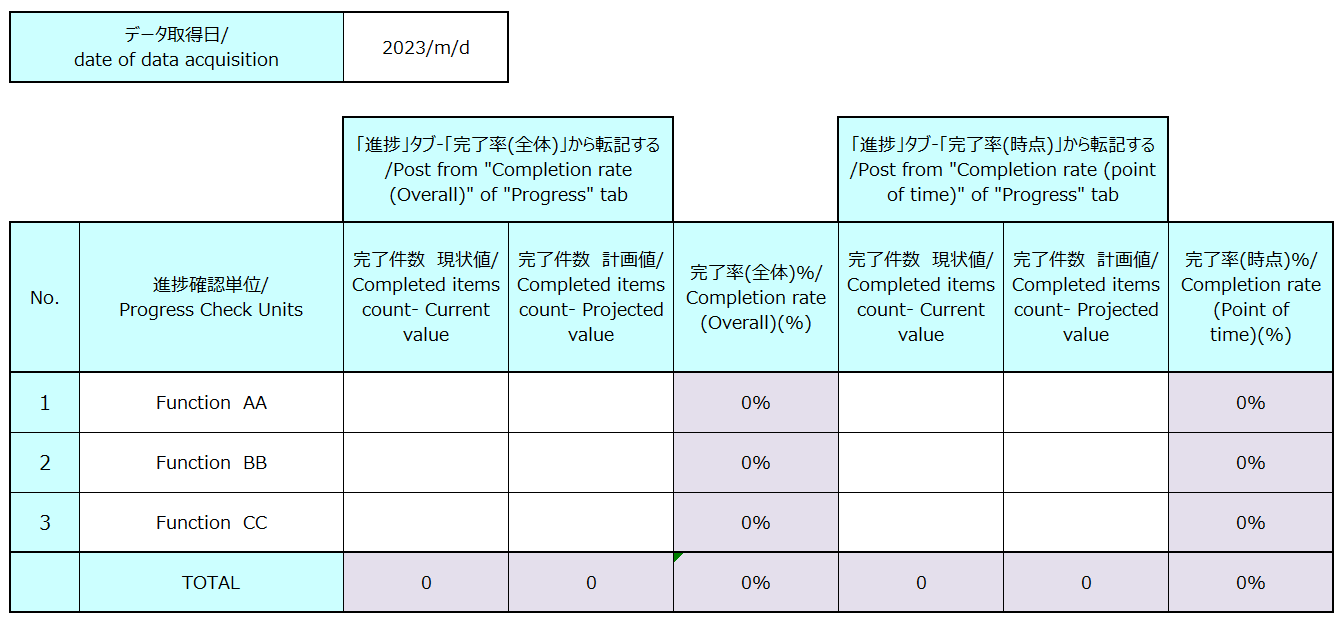 データ取得日/
date of data acquisition
2023/m/d
「進捗」タブ-「完了率(全体)」から転記する
/Post from "Completion rate
(Overall)" of "Progress" tab
「進捗」タブ-「完了率(時点)」から転記する
/Post from "Completion rate (point
of time)" of "Progress" tab
No.
進捗確認単位/
Progress Check Units
完了件数　現状値/
Completed items
count- Current
value
完了件数　計画値/
Completed items
count- Projected
value
完了率(全体)%/
Completion rate
(Overall)(%)
完了件数　現状値/
Completed items
count- Current
value
完了件数　計画値/
Completed items
count- Projected
value
完了率(時点)%/
Completion rate
(Point of
time)(%)
1 Function AA 0% 0%
2 Function BB 0% 0%
3 Function CC 0% 0%
TOTAL 0 0 0% 0 0 0%